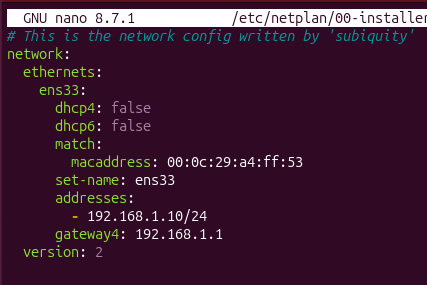 GNU nano 8.7.1 /etc/netplan/00-installer
# This is the network config written by 'subiquity'
network:
  ethernets:
    ens33:
      dhcp4: false
      dhcp6: false
      match:
        macaddress: 00:0c:29:a4:ff:53
      set-name: ens33
      addresses:
        - 192.168.1.10/24
      gateway4: 192.168.1.1
  version: 2